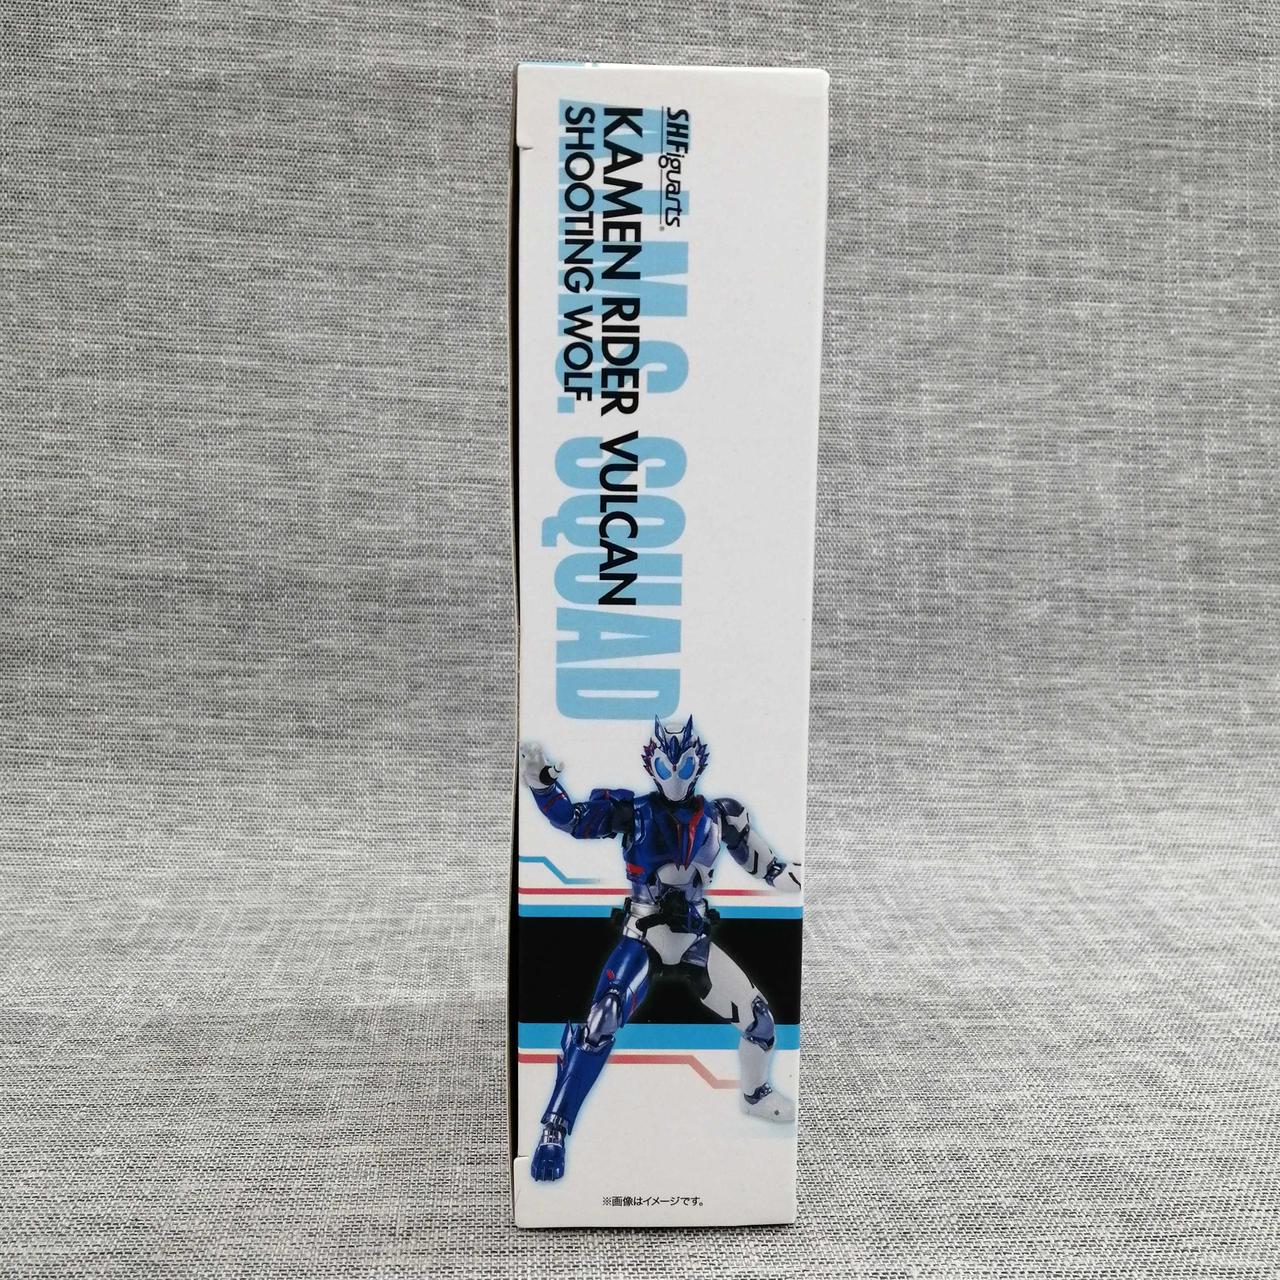 S.H.Figuarts
KAMEN RIDER VULCAN
SHOOTING WOLF
A.I.M.S. SQUAD
※画像はイメージです。